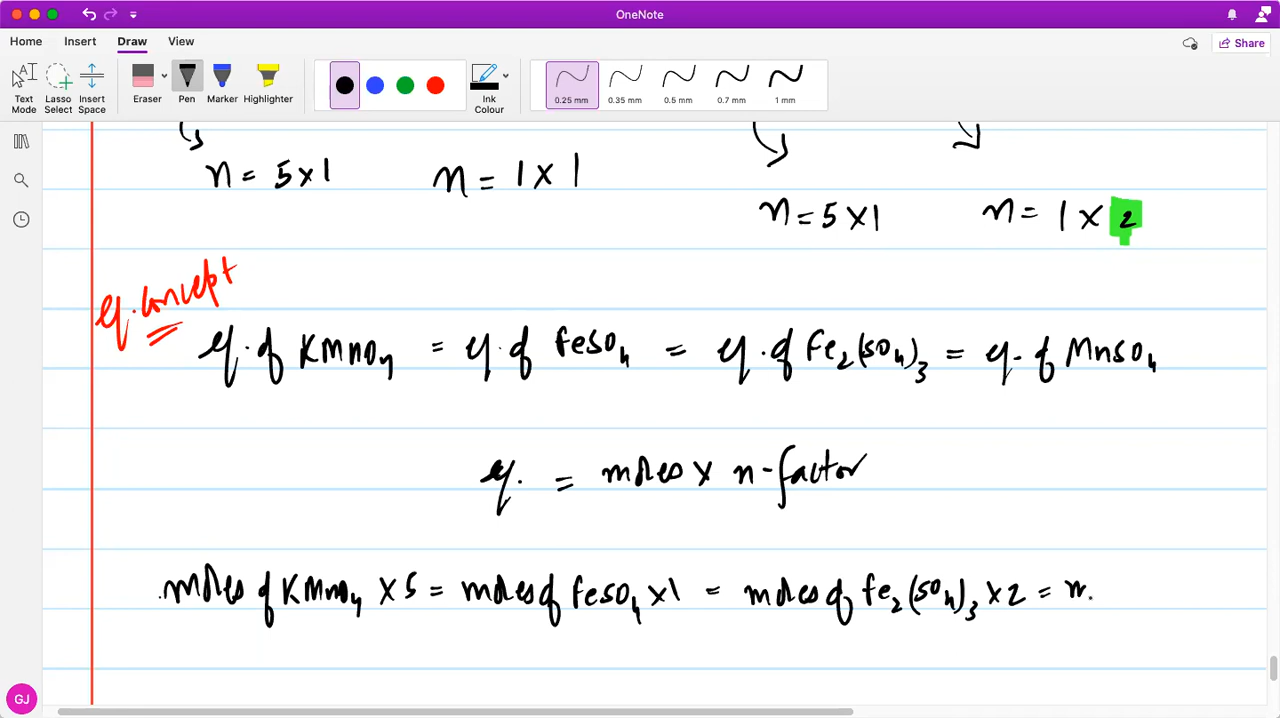 OneNote
Home Insert Draw View
Share
Text Mode
Lasso Select
Insert Space
Eraser
Pen
Marker
Highlighter
Ink Colour
0.25 mm
0.35 mm
0.5 mm
0.7 mm
1 mm
n = 5 x 1
n = 1 x 1
n = 5 x 1
n = 1 x 2
eq. concept
eq. of KMnO4 = eq. of FeSO4 = eq. of Fe2(SO4)3 = eq. of MnSO4
eq. = moles x n-factor
moles of KMnO4 x 5 = moles of FeSO4 x 1 = moles of Fe2(SO4)3 x 2 = m.
GJ